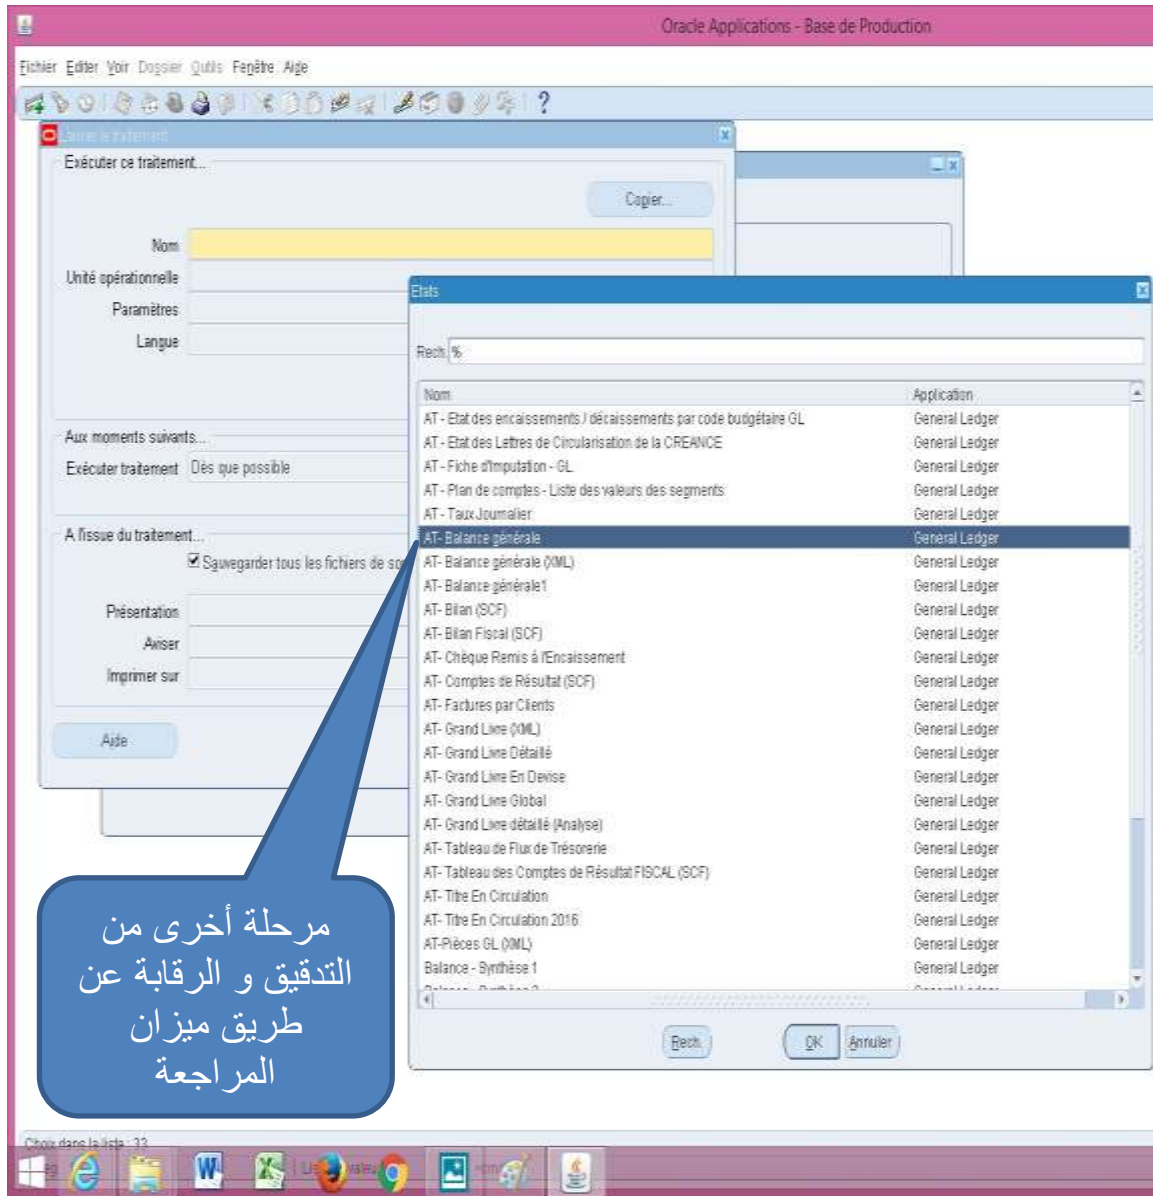 Oracle Applications - Base de Production
Fichier Editer Voir Dossier Outils Fenêtre Aide
Lancer le traitement
Exécuter ce traitement...
Copier...
Nom
Unité opérationnelle
Paramètres
Langue
Aux moments suivants...
Exécuter traitement Dès que possible
A l'issue du traitement...
Sauvegarder tous les fichiers de
Présentation
Aviser
Imprimer sur
Aide
Etats
Rech. %
Nom Application
AT - Etat des encaissements / décaissements par code budgétaire GL General Ledger
AT - Etat des Lettres de Circularisation de la CREANCE General Ledger
AT - Fiche d'Imputation - GL General Ledger
AT - Plan de comptes - Liste des valeurs des segments General Ledger
AT - Taux Journalier General Ledger
AT- Balance générale General Ledger
AT- Balance générale (XML) General Ledger
AT- Balance générale1 General Ledger
AT- Bilan (SCF) General Ledger
AT- Bilan Fiscal (SCF) General Ledger
AT- Chèque Remis à l'Encaissement General Ledger
AT- Comptes de Résultat (SCF) General Ledger
AT- Factures par Clients General Ledger
AT- Grand Livre (XML) General Ledger
AT- Grand Livre Détaillé General Ledger
AT- Grand Livre En Devise General Ledger
AT- Grand Livre Global General Ledger
AT- Grand Livre détaillé (Analyse) General Ledger
AT- Tableau de Flux de Trésorerie General Ledger
AT- Tableau des Comptes de Résultat FISCAL (SCF) General Ledger
AT- Titre En Circulation General Ledger
AT- Titre En Circulation 2016 General Ledger
AT-Pièces GL (XML) General Ledger
Balance - Synthèse 1 General Ledger
Rech. OK Annuler
مرحلة أخرى من
التدقيق و الرقابة عن
طريق ميزان
المراجعة
Choix dans la liste : 33